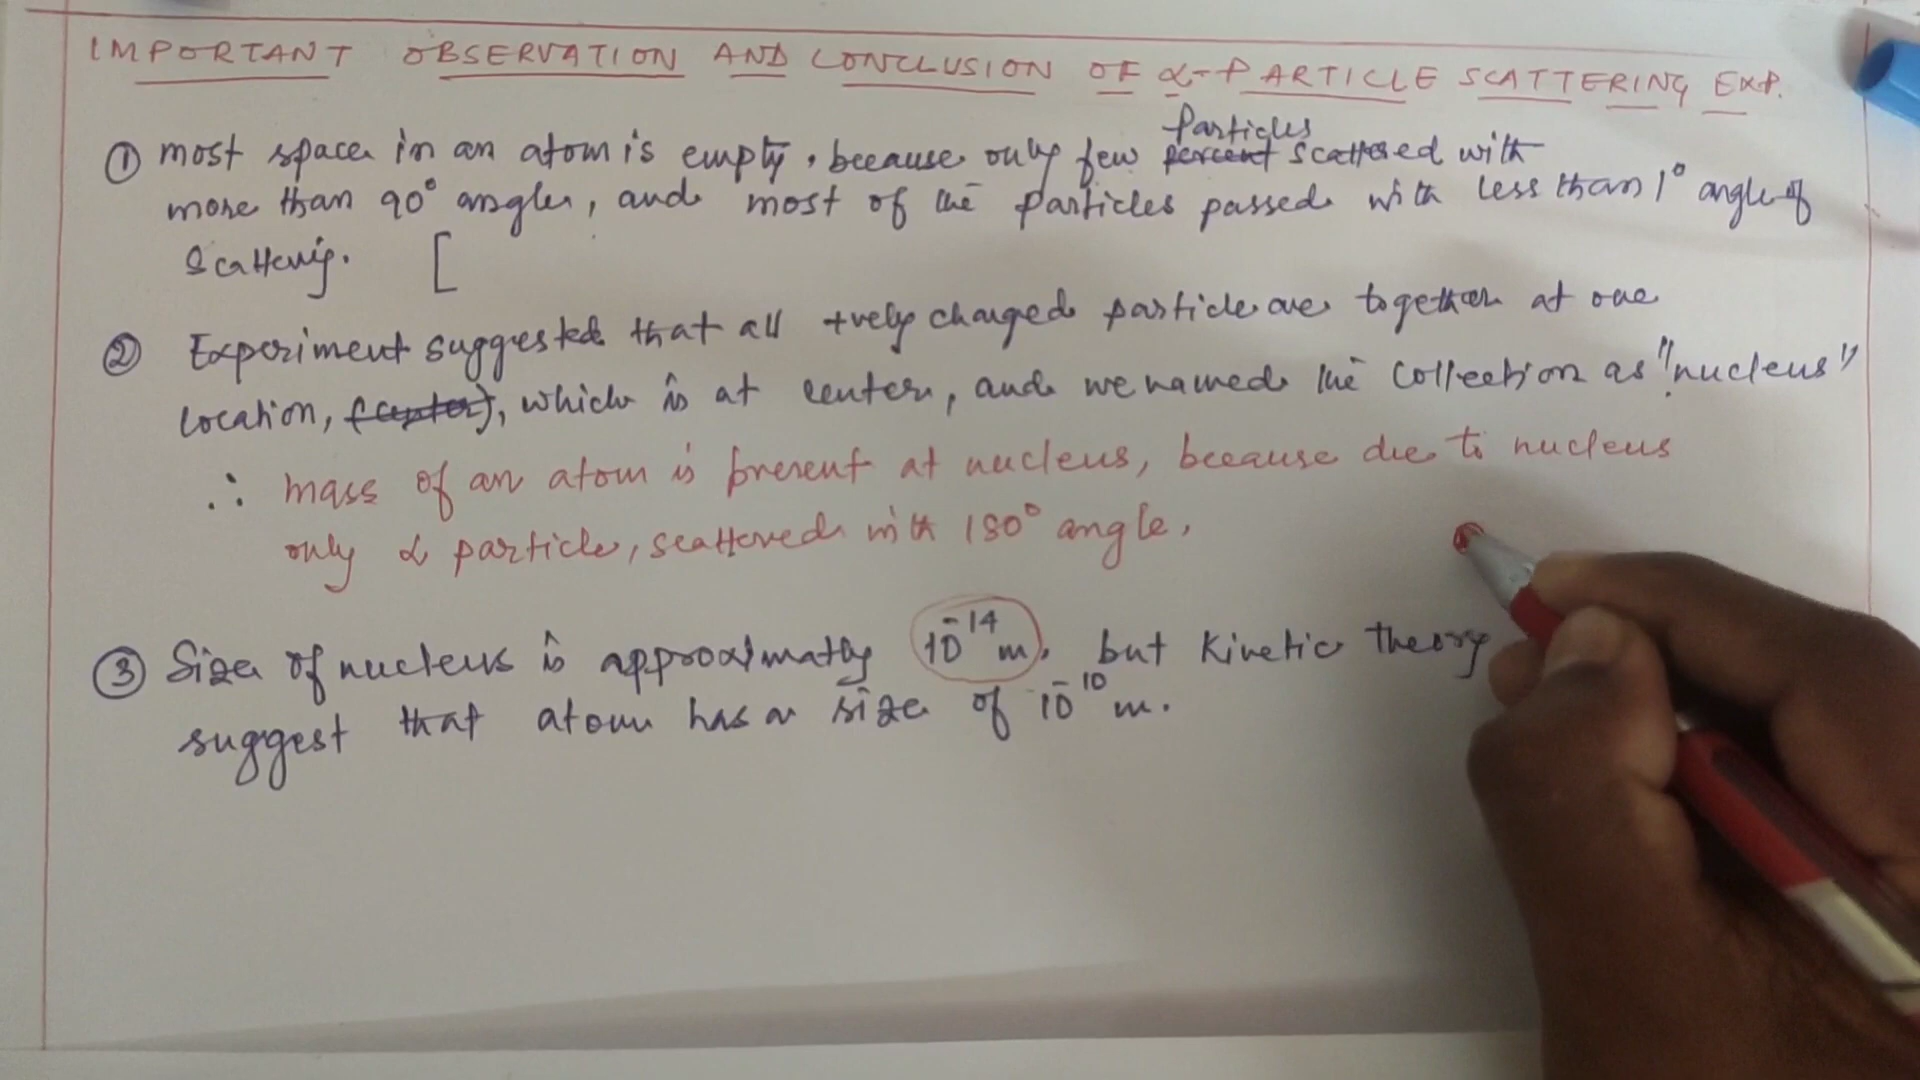 IMPORTANT OBSERVATION AND CONCLUSION OF α-PARTICLE SCATTERING EXP.
① most space in an atom is empty, because only few particles percent scattered with
more than 90° angles, and most of the particles passed with less than 1° angle of
scattering. [
② Experiment suggested that all +vely charged particle are together at one
location, (center), which is at center, and we named the collection as "nucleus"
∴ mass of an atom is present at nucleus, because due to nucleus
only α particle, scattered with 180° angle.
③ Size of nucleus is approximatly 10⁻¹⁴ m, but kinetic theory
suggest that atom has a size of 10⁻¹⁰ m.